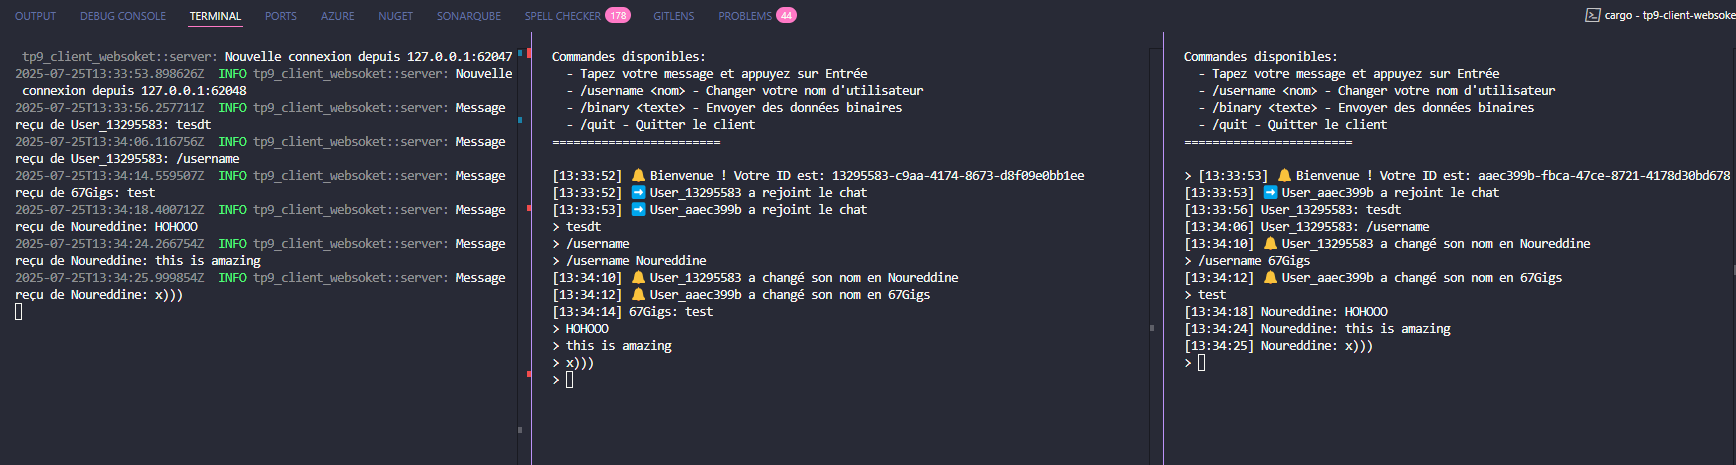 OUTPUT DEBUG CONSOLE TERMINAL PORTS AZURE NUGET SONARQUBE SPELL CHECKER 178 GITLENS PROBLEMS 44 cargo - tp9-client-websoke
tp9_client_websoket::server: Nouvelle connexion depuis 127.0.0.1:62047
2025-07-25T13:33:53.898626Z INFO tp9_client_websoket::server: Nouvelle
connexion depuis 127.0.0.1:62048
2025-07-25T13:33:56.257711Z INFO tp9_client_websoket::server: Message
reçu de User_13295583: tesdt
2025-07-25T13:34:06.116756Z INFO tp9_client_websoket::server: Message
reçu de User_13295583: /username
2025-07-25T13:34:14.559507Z INFO tp9_client_websoket::server: Message
reçu de 67Gigs: test
2025-07-25T13:34:18.400712Z INFO tp9_client_websoket::server: Message
reçu de Noureddine: HOHOOO
2025-07-25T13:34:24.266754Z INFO tp9_client_websoket::server: Message
reçu de Noureddine: this is amazing
2025-07-25T13:34:25.999854Z INFO tp9_client_websoket::server: Message
reçu de Noureddine: x)))
Commandes disponibles:
- Tapez votre message et appuyez sur Entrée
- /username <nom> - Changer votre nom d'utilisateur
- /binary <texte> - Envoyer des données binaires
- /quit - Quitter le client
========================
[13:33:52] 🔔 Bienvenue ! Votre ID est: 13295583-c9aa-4174-8673-d8f09e0bb1ee
[13:33:52] ➡️ User_13295583 a rejoint le chat
[13:33:53] ➡️ User_aaec399b a rejoint le chat
> tesdt
> /username
> /username Noureddine
[13:34:10] 🔔 User_13295583 a changé son nom en Noureddine
[13:34:12] 🔔 User_aaec399b a changé son nom en 67Gigs
[13:34:14] 67Gigs: test
> HOHOOO
> this is amazing
> x)))
>
Commandes disponibles:
- Tapez votre message et appuyez sur Entrée
- /username <nom> - Changer votre nom d'utilisateur
- /binary <texte> - Envoyer des données binaires
- /quit - Quitter le client
========================
> [13:33:53] 🔔 Bienvenue ! Votre ID est: aaec399b-fbca-47ce-8721-4178d30bd678
[13:33:53] ➡️ User_aaec399b a rejoint le chat
[13:33:56] User_13295583: tesdt
[13:34:06] User_13295583: /username
[13:34:10] 🔔 User_13295583 a changé son nom en Noureddine
> /username 67Gigs
[13:34:12] 🔔 User_aaec399b a changé son nom en 67Gigs
> test
[13:34:18] Noureddine: HOHOOO
[13:34:24] Noureddine: this is amazing
[13:34:25] Noureddine: x)))
>